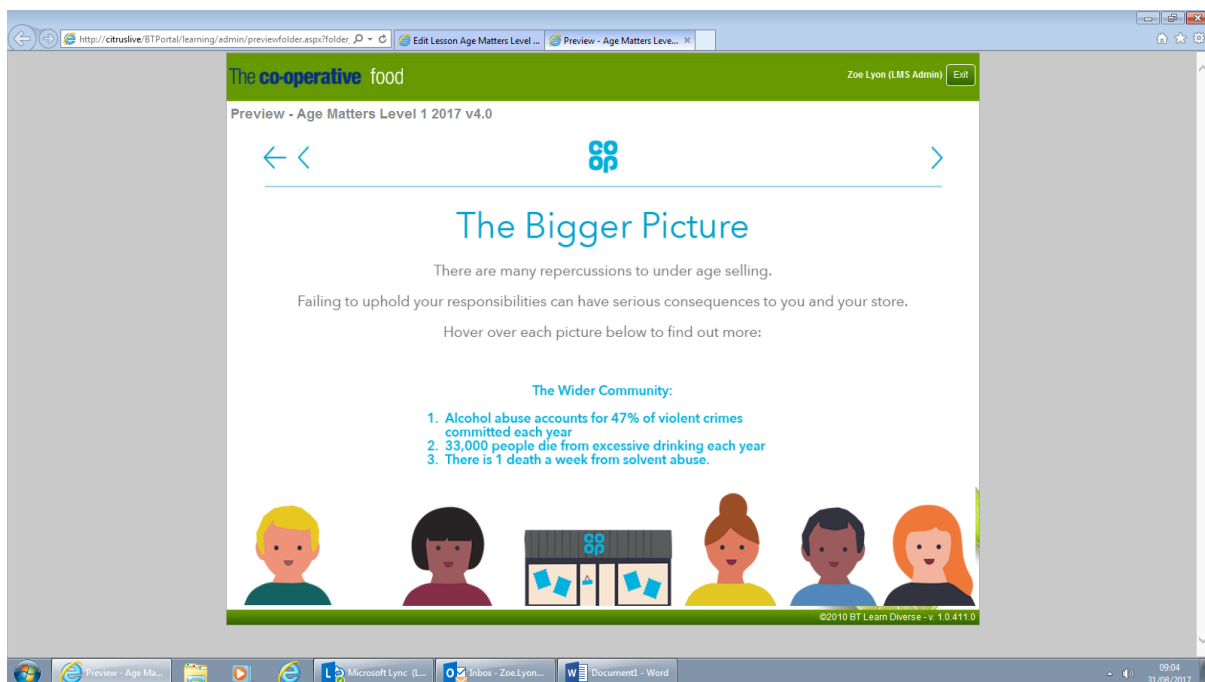 http://citruslive/BTPortal/learning/admin/previewfolder.aspx?folder
Edit Lesson Age Matters Level ...
Preview - Age Matters Leve...
The co-operative food
Zoe Lyon (LMS Admin)
Exit
Preview - Age Matters Level 1 2017 v4.0
CO
OP
The Bigger Picture
There are many repercussions to under age selling.
Failing to uphold your responsibilities can have serious consequences to you and your store.
Hover over each picture below to find out more:
The Wider Community:
1. Alcohol abuse accounts for 47% of violent crimes
committed each year
2. 33,000 people die from excessive drinking each year
3. There is 1 death a week from solvent abuse.
CO
OP
©2010 BT Learn Diverse - v. 1.0.411.0
Preview - Age Ma...
Microsoft Lync (L...
Inbox - Zoe.Lyon...
Document1 - Word
09:04
31/08/2017